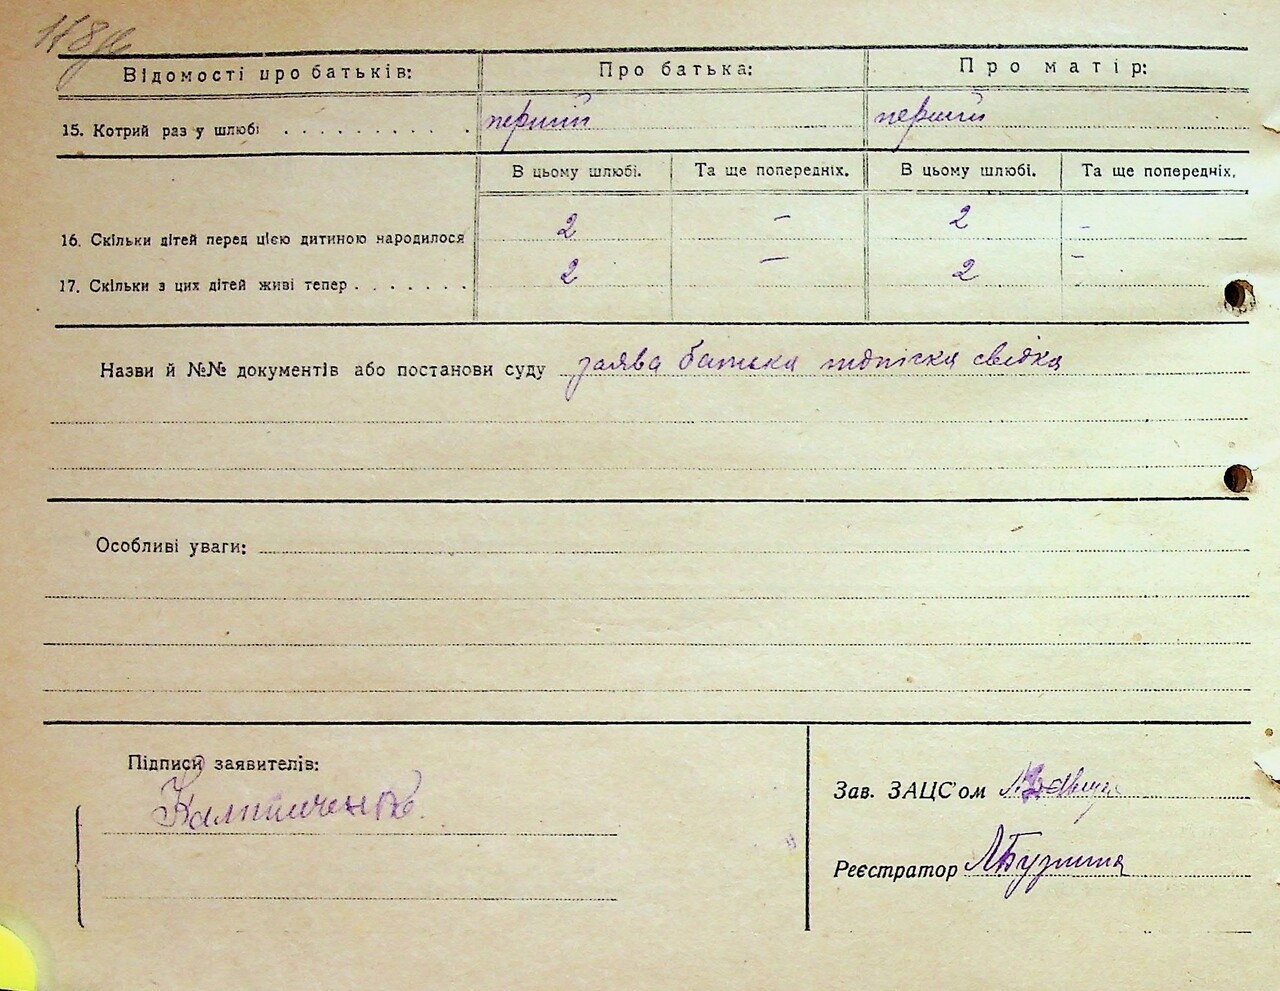 Відомості про батьків: Про батька: Про матір:
15. Котрий раз у шлюбі . . . . . . . . . . . перший перший
В цьому шлюбі. Та ще попередніх. В цьому шлюбі. Та ще попередніх.
16. Скільки дітей перед цією дитиною народилося 2 – 2 –
17. Скільки з цих дітей живі тепер . . . . . . . 2 – 2 –
Назви й №№ документів або постанови суду заява батька підпіска свідка
Особливі уваги:
Підписи заявителів:
Зав. ЗАЦС'ом
Реєстратор